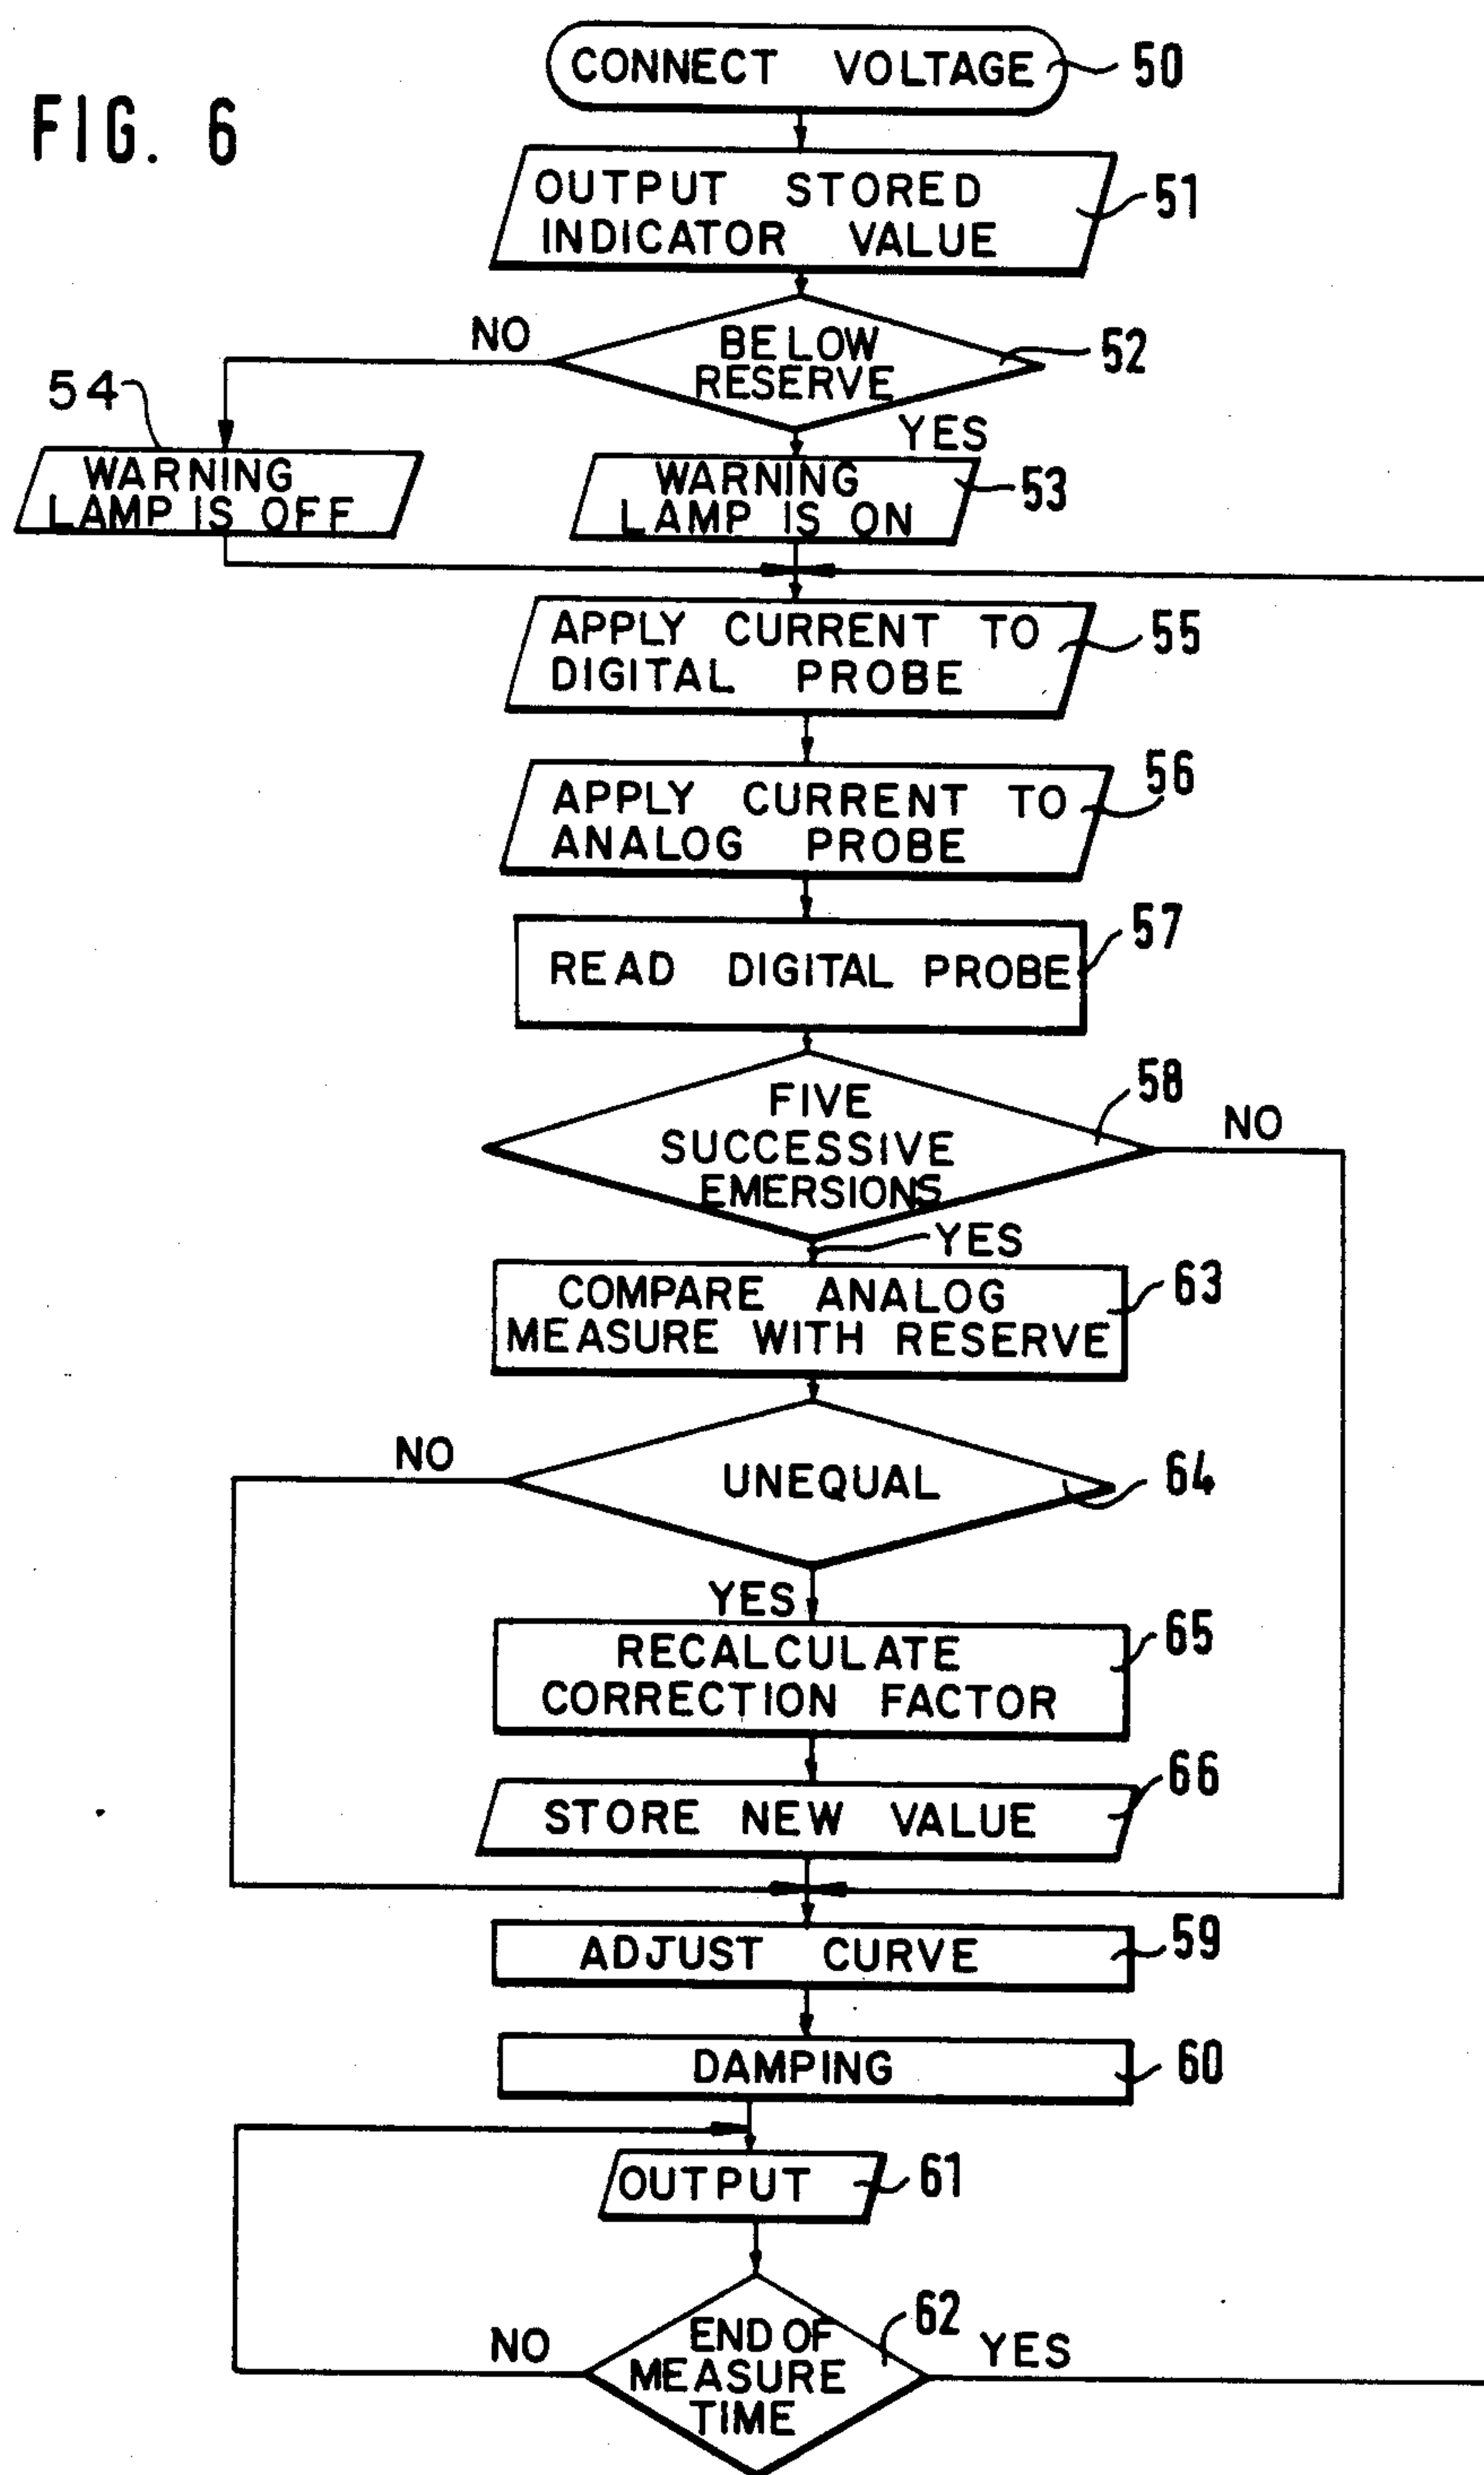 FIG. 6
CONNECT VOLTAGE
50
OUTPUT STORED
INDICATOR VALUE
51
NO
BELOW
RESERVE
52
54
YES
WARNING
LAMP IS OFF
WARNING
LAMP IS ON
53
APPLY CURRENT TO
DIGITAL PROBE
55
APPLY CURRENT TO
ANALOG PROBE
56
READ DIGITAL PROBE
57
FIVE
SUCCESSIVE
EMERSIONS
58
NO
YES
COMPARE ANALOG
MEASURE WITH RESERVE
63
NO
UNEQUAL
64
YES
RECALCULATE
CORRECTION FACTOR
65
STORE NEW VALUE
66
ADJUST CURVE
59
DAMPING
60
OUTPUT
61
NO
END OF
MEASURE
TIME
62
YES